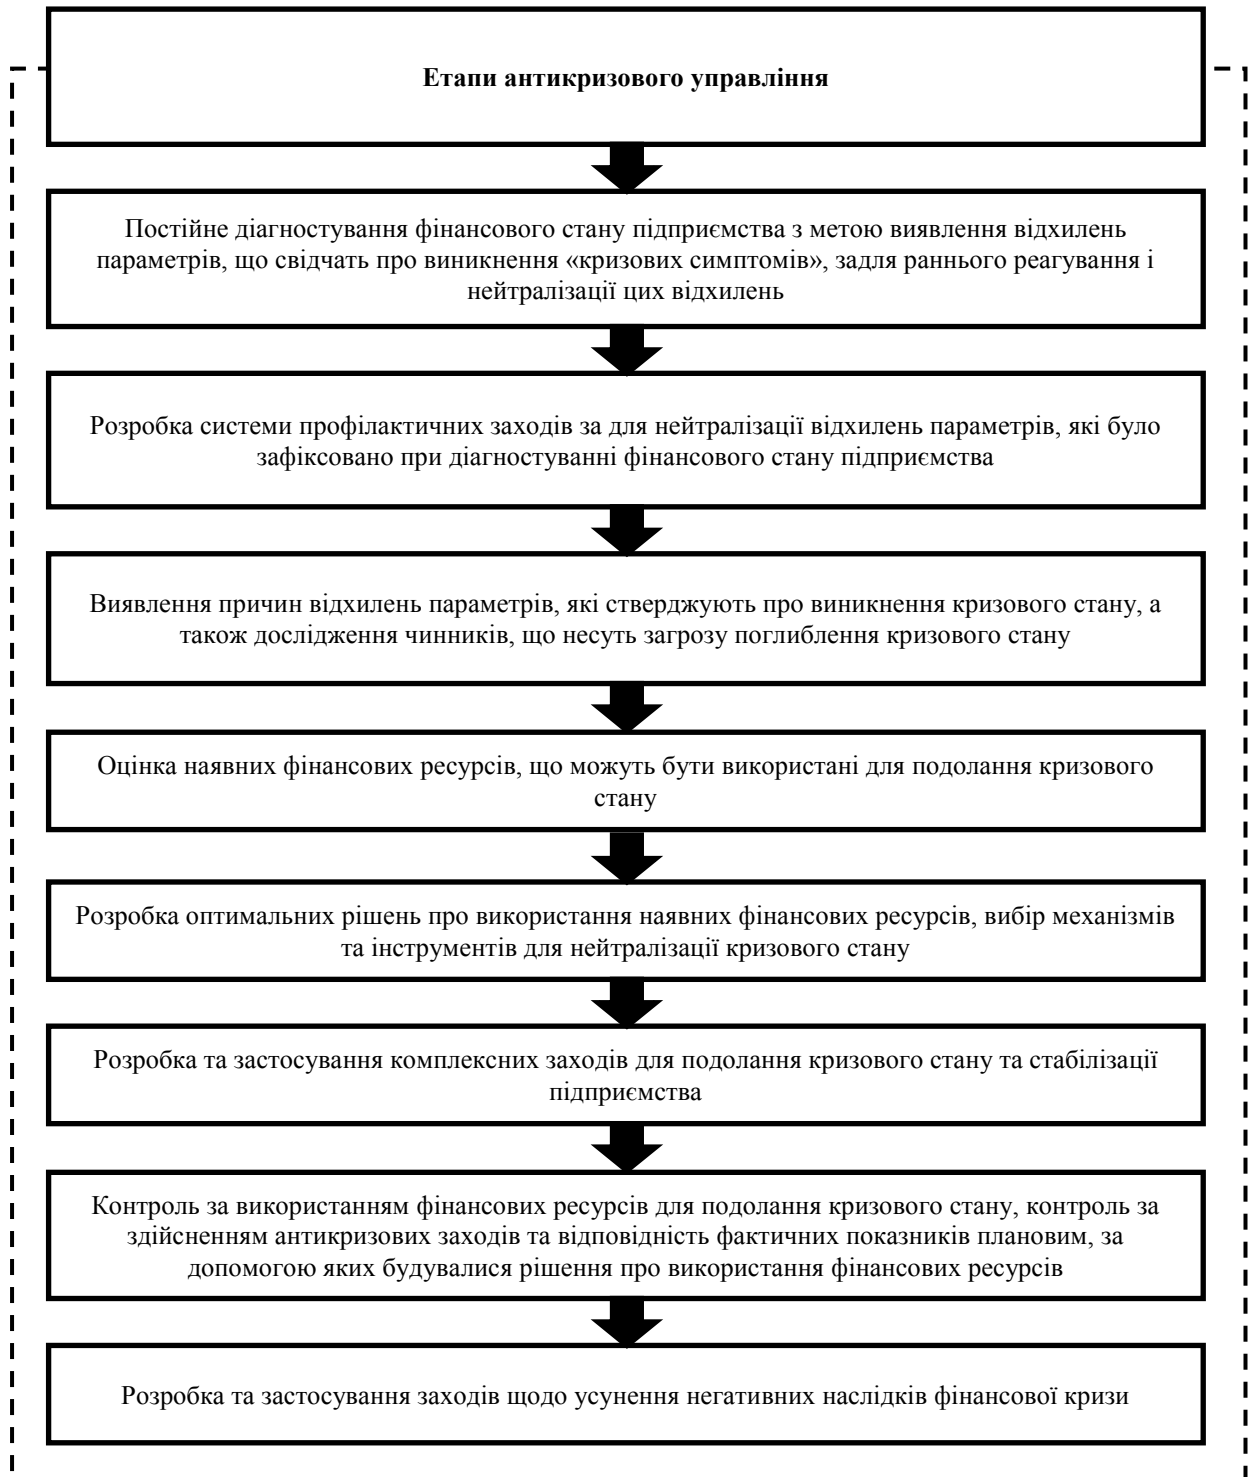 Етапи антикризового управління
Постійне діагностування фінансового стану підприємства з метою виявлення відхилень
параметрів, що свідчать про виникнення «кризових симптомів», задля раннього реагування і
нейтралізації цих відхилень
Розробка системи профілактичних заходів за для нейтралізації відхилень параметрів, які було
зафіксовано при діагностуванні фінансового стану підприємства
Виявлення причин відхилень параметрів, які стверджують про виникнення кризового стану, а
також дослідження чинників, що несуть загрозу поглиблення кризового стану
Оцінка наявних фінансових ресурсів, що можуть бути використані для подолання кризового
стану
Розробка оптимальних рішень про використання наявних фінансових ресурсів, вибір механізмів
та інструментів для нейтралізації кризового стану
Розробка та застосування комплексних заходів для подолання кризового стану та стабілізації
підприємства
Контроль за використанням фінансових ресурсів для подолання кризового стану, контроль за
здійсненням антикризових заходів та відповідність фактичних показників плановим, за
допомогою яких будувалися рішення про використання фінансових ресурсів
Розробка та застосування заходів щодо усунення негативних наслідків фінансової кризи